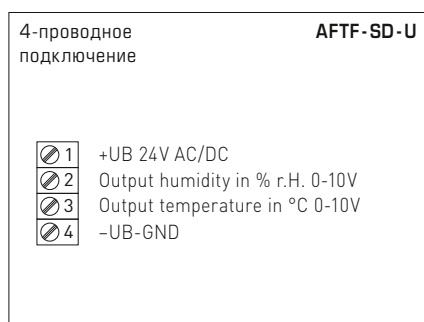 4-проводное AFTF-SD-U
подключение
1 +UB 24V AC/DC
2 Output humidity in % r.H. 0-10V
3 Output temperature in °C 0-10V
4 –UB-GND